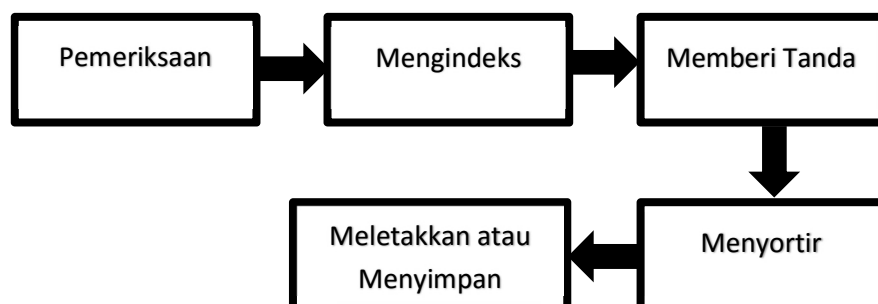 Pemeriksaan
Mengindeks
Memberi Tanda
Menyortir
Meletakkan atau
Menyimpan